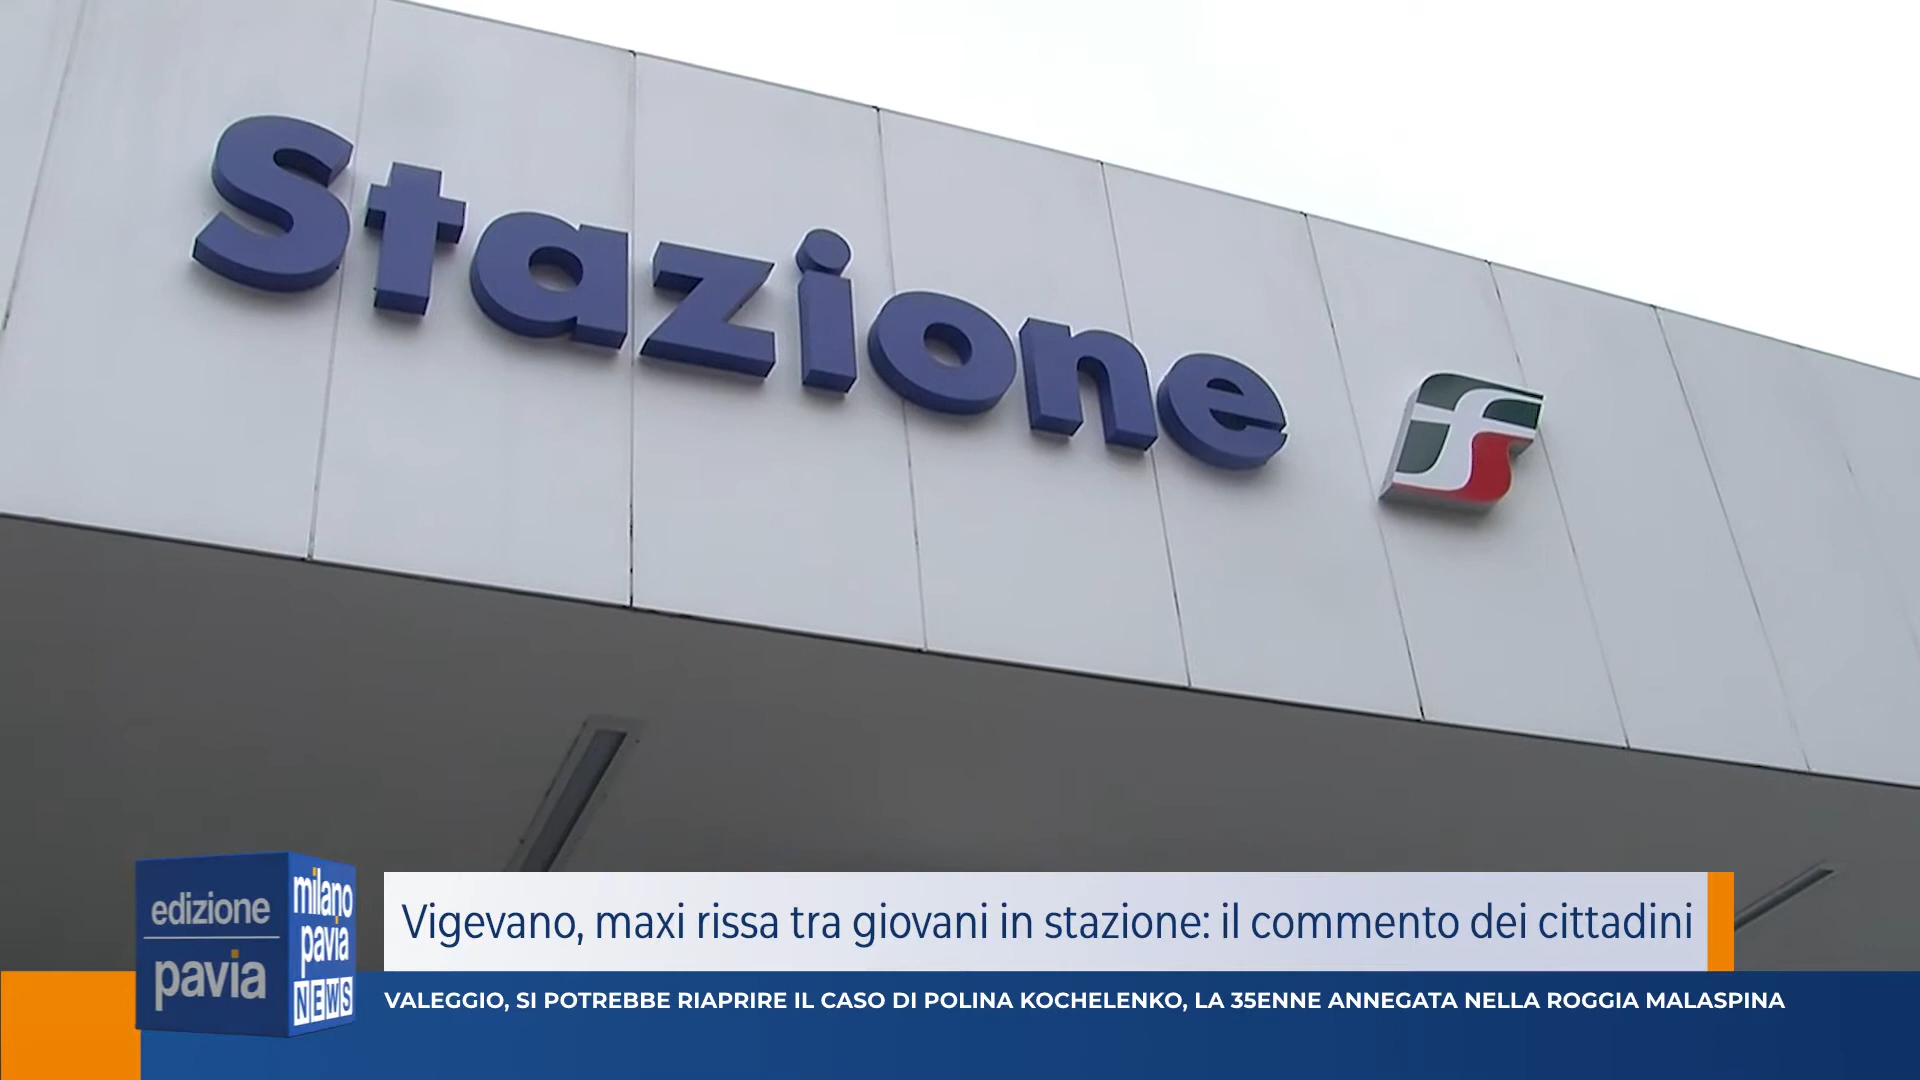 Stazione
fs
edizione
pavia
milano
pavia
NEWS
Vigevano, maxi rissa tra giovani in stazione: il commento dei cittadini
VALEGGIO, SI POTREBBE RIAPRIRE IL CASO DI POLINA KOCHELENKO, LA 35ENNE ANNEGATA NELLA ROGGIA MALASPINA